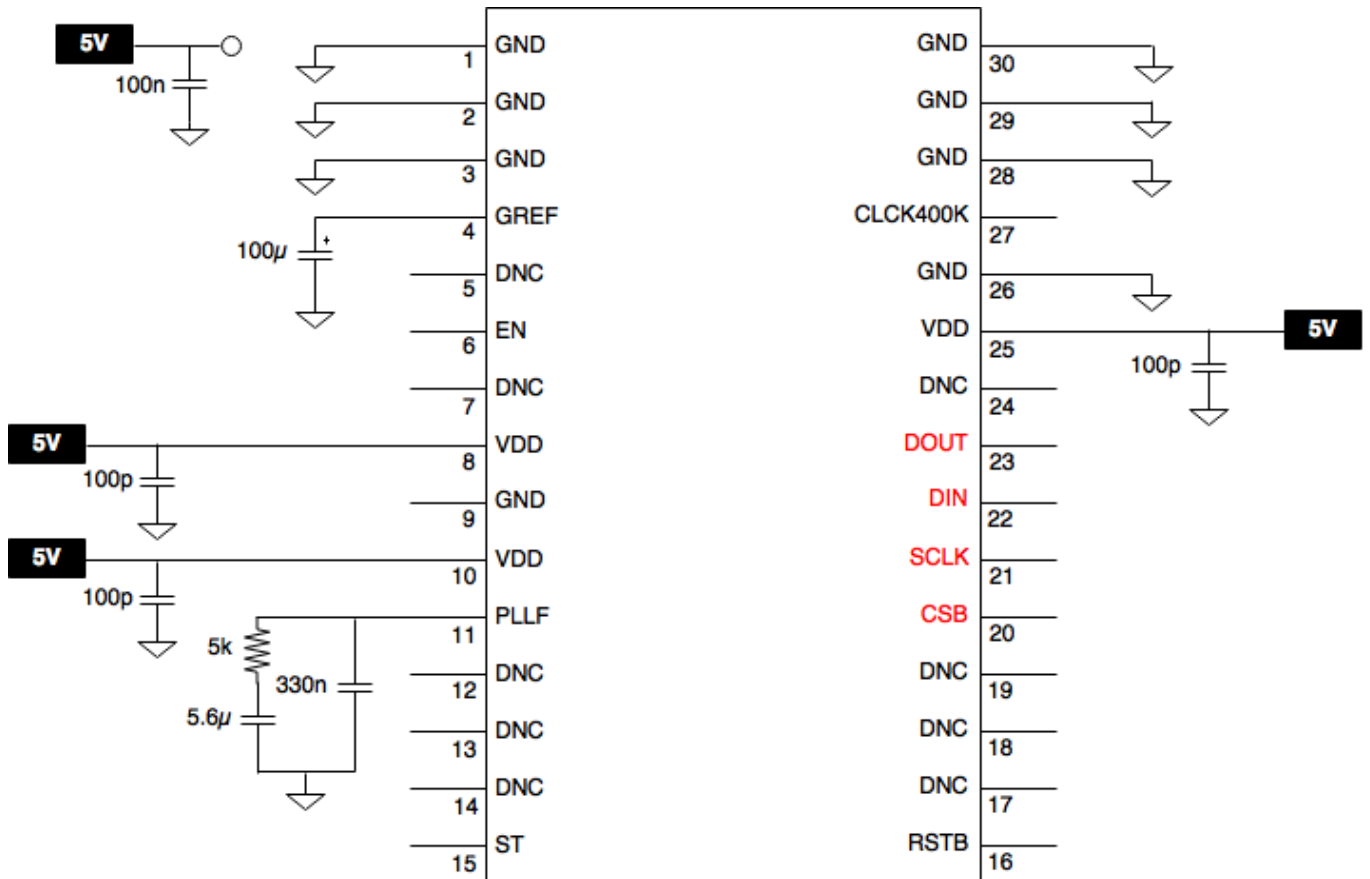 5V
100n
GND
1
GND
2
GND
3
GREF
4
100µ
+
DNC
5
EN
6
DNC
7
5V
VDD
8
100p
GND
9
5V
VDD
10
100p
PLLF
11
5k
330n
5.6µ
DNC
12
DNC
13
DNC
14
ST
15
GND
30
GND
29
GND
28
CLCK400K
27
GND
26
VDD
25
5V
100p
DNC
24
DOUT
23
DIN
22
SCLK
21
CSB
20
DNC
19
DNC
18
DNC
17
RSTB
16